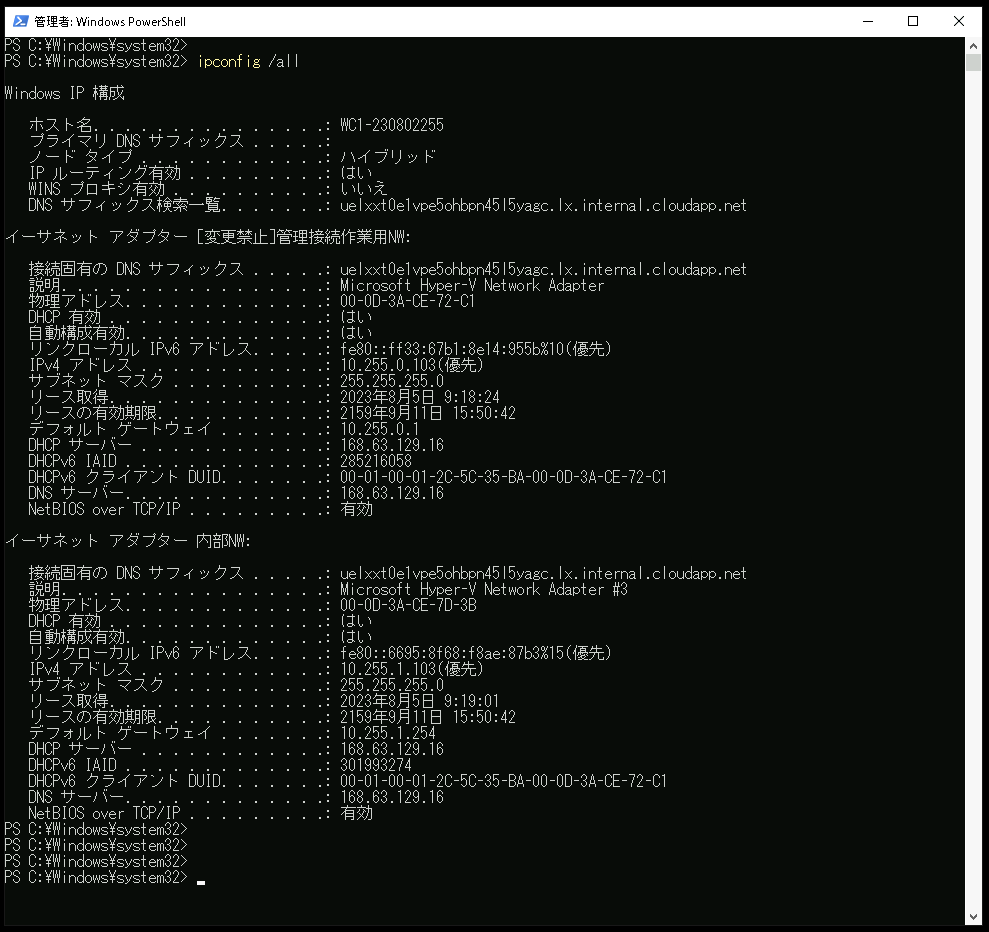 管理者: Windows PowerShell
PS C:¥Windows¥system32>
PS C:¥Windows¥system32> ipconfig /all
Windows IP 構成
ホスト名. . . . . . . . . . . . . . .: WC1-230802255
プライマリ DNS サフィックス . . . . . .:
ノード タイプ . . . . . . . . . . . .: ハイブリッド
IP ルーティング有効 . . . . . . . . .: はい
WINS プロキシ有効 . . . . . . . . . .: いいえ
DNS サフィックス検索一覧. . . . . . .: uelxxt0e1vpe5ohbpn45l5yagc.lx.internal.cloudapp.net
イーサネット アダプター [変更禁止]管理接続作業用NW:
接続固有の DNS サフィックス . . . . .: uelxxt0e1vpe5ohbpn45l5yagc.lx.internal.cloudapp.net
説明. . . . . . . . . . . . . . . . .: Microsoft Hyper-V Network Adapter
物理アドレス. . . . . . . . . . . . .: 00-0D-3A-CE-72-C1
DHCP 有効 . . . . . . . . . . . . . .: はい
自動構成有効. . . . . . . . . . . . .: はい
リンクローカル IPv6 アドレス. . . . .: fe80::ff33:67b1:8e14:955b%10(優先)
IPv4 アドレス . . . . . . . . . . . .: 10.255.0.103(優先)
サブネット マスク . . . . . . . . . .: 255.255.255.0
リース取得. . . . . . . . . . . . . .: 2023年8月5日 9:18:24
リースの有効期限. . . . . . . . . . .: 2159年9月11日 15:50:42
デフォルト ゲートウェイ . . . . . . .: 10.255.0.1
DHCP サーバー . . . . . . . . . . . .: 168.63.129.16
DHCPv6 IAID . . . . . . . . . . . . .: 285216058
DHCPv6 クライアント DUID. . . . . . .: 00-01-00-01-2C-5C-35-BA-00-0D-3A-CE-72-C1
DNS サーバー. . . . . . . . . . . . .: 168.63.129.16
NetBIOS over TCP/IP . . . . . . . . .: 有効
イーサネット アダプター 内部NW:
接続固有の DNS サフィックス . . . . .: uelxxt0e1vpe5ohbpn45l5yagc.lx.internal.cloudapp.net
説明. . . . . . . . . . . . . . . . .: Microsoft Hyper-V Network Adapter #3
物理アドレス. . . . . . . . . . . . .: 00-0D-3A-CE-7D-3B
DHCP 有効 . . . . . . . . . . . . . .: はい
自動構成有効. . . . . . . . . . . . .: はい
リンクローカル IPv6 アドレス. . . . .: fe80::6695:8f68:f8ae:87b3%15(優先)
IPv4 アドレス . . . . . . . . . . . .: 10.255.1.103(優先)
サブネット マスク . . . . . . . . . .: 255.255.255.0
リース取得. . . . . . . . . . . . . .: 2023年8月5日 9:19:01
リースの有効期限. . . . . . . . . . .: 2159年9月11日 15:50:42
デフォルト ゲートウェイ . . . . . . .: 10.255.1.254
DHCP サーバー . . . . . . . . . . . .: 168.63.129.16
DHCPv6 IAID . . . . . . . . . . . . .: 301993274
DHCPv6 クライアント DUID. . . . . . .: 00-01-00-01-2C-5C-35-BA-00-0D-3A-CE-72-C1
DNS サーバー. . . . . . . . . . . . .: 168.63.129.16
NetBIOS over TCP/IP . . . . . . . . .: 有効
PS C:¥Windows¥system32>
PS C:¥Windows¥system32>
PS C:¥Windows¥system32>
PS C:¥Windows¥system32>